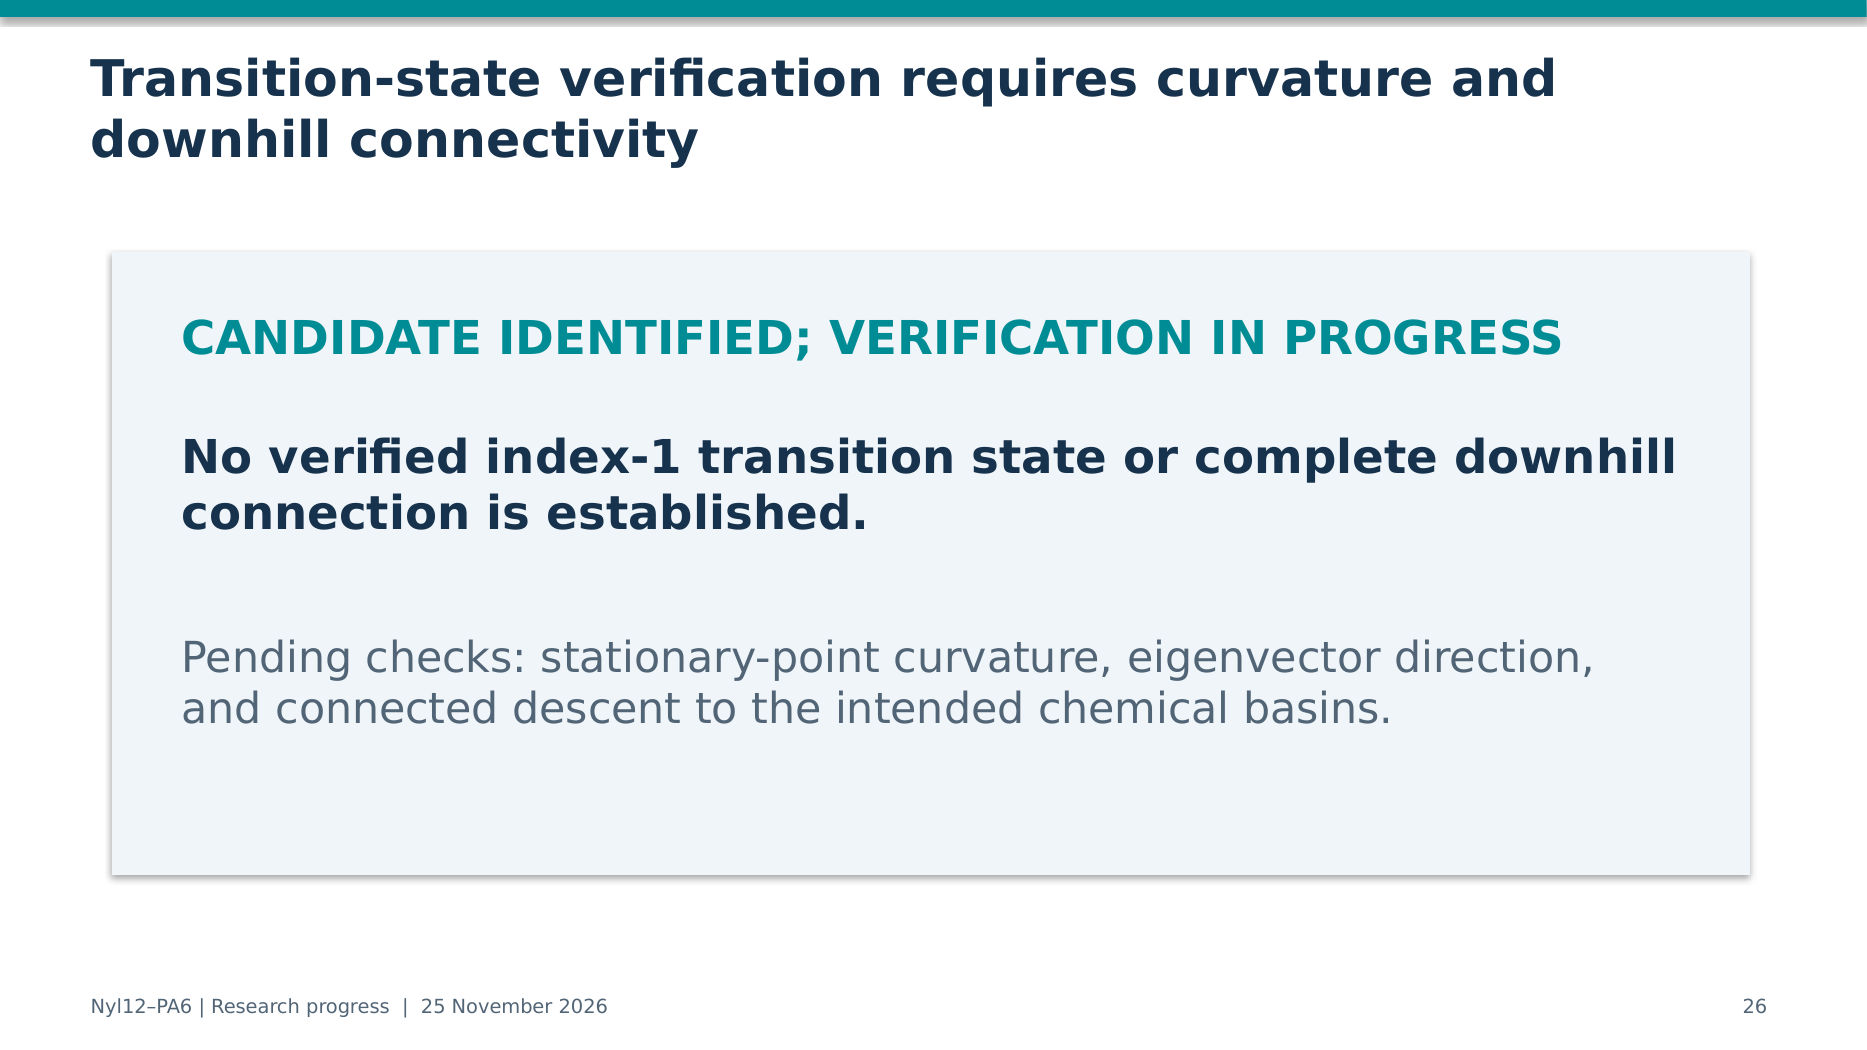 Transition-state verification requires curvature and
downhill connectivity
CANDIDATE IDENTIFIED; VERIFICATION IN PROGRESS
No verified index-1 transition state or complete downhill
connection is established.
Pending checks: stationary-point curvature, eigenvector direction,
and connected descent to the intended chemical basins.
Nyl12–PA6 | Research progress | 25 November 2026
26